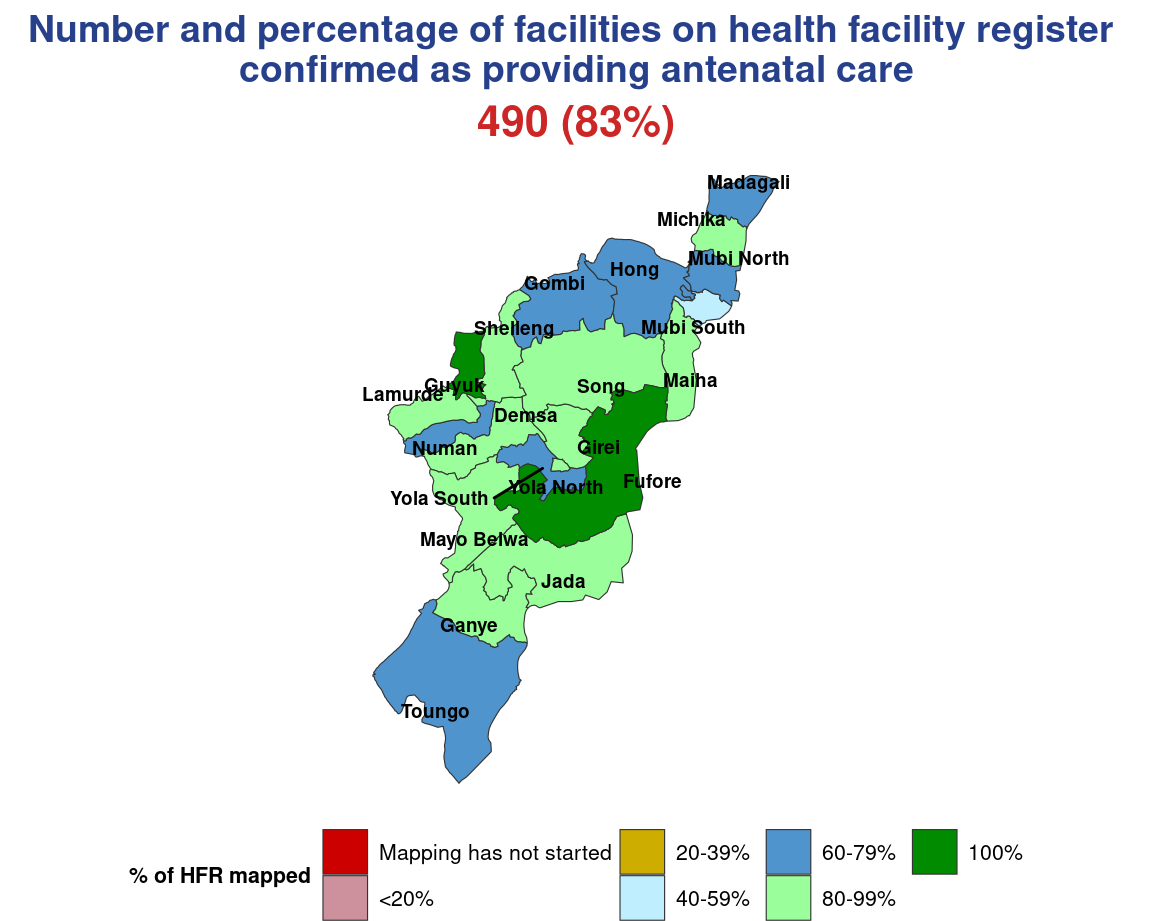 Number and percentage of facilities on health facility register
confirmed as providing antenatal care
490 (83%)
Madagali
Michika
Mubi North
Hong
Gombi
Shelleng
Mubi South
Guyuk
Lamurde
Song
Maiha
Demsa
Numan
Girei
Fufore
Yola North
Yola South
Mayo Belwa
Jada
Ganye
Toungo
% of HFR mapped
Mapping has not started
<20%
20-39%
40-59%
60-79%
80-99%
100%